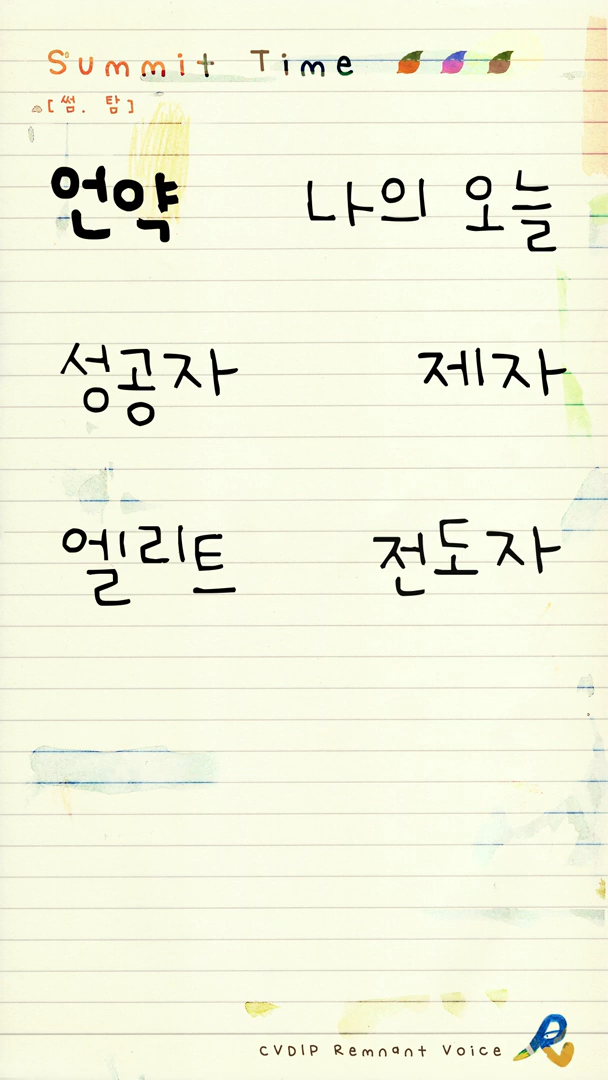 Summit Time
[썸. 탐]
언약 나의 오늘
성공자 제자
엘리트 전도자
CVDIP Remnant Voice